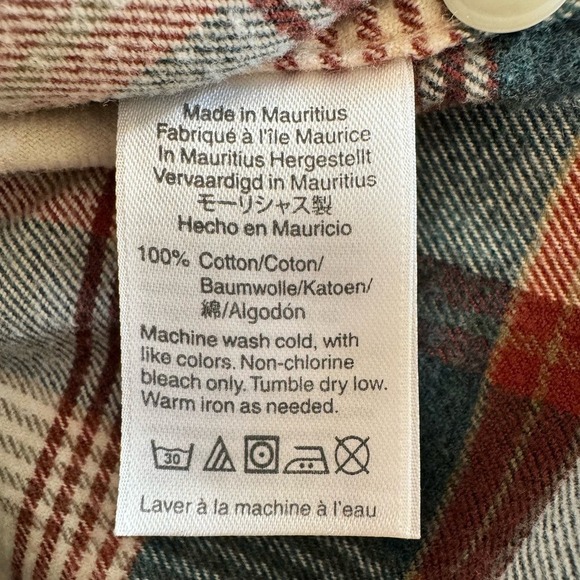 Made in Mauritius
Fabriqué à l'île Maurice
In Mauritius Hergestellt
Vervaardigd in Mauritius
モーリシャス製
Hecho en Mauricio
100% Cotton/Coton/
Baumwolle/Katoen/
綿/Algodón
Machine wash cold, with
like colors. Non-chlorine
bleach only. Tumble dry low.
Warm iron as needed.
30
Laver à la machine à l'eau